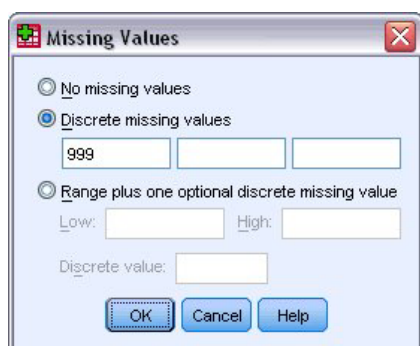 Missing Values
No missing values
Discrete missing values
999
Range plus one optional discrete missing value
Low: High:
Discrete value:
OK Cancel Help